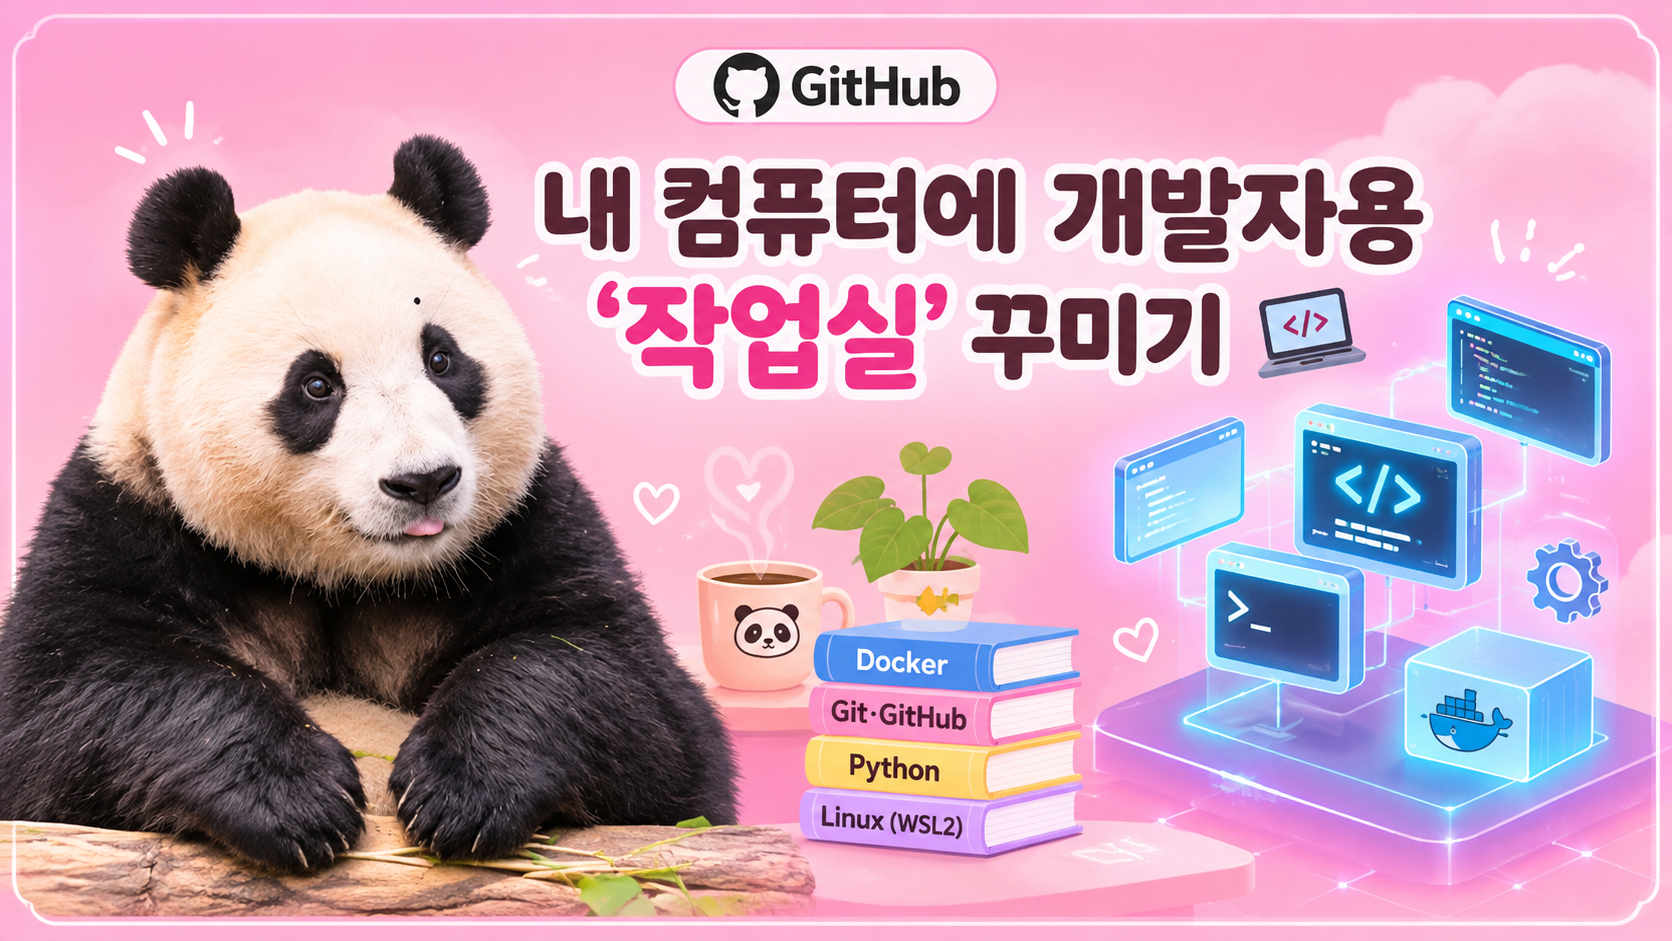 GitHub
내 컴퓨터에 개발자용
‘작업실’ 꾸미기
</>
</>
>_
Docker
Git·GitHub
Python
Linux (WSL2)